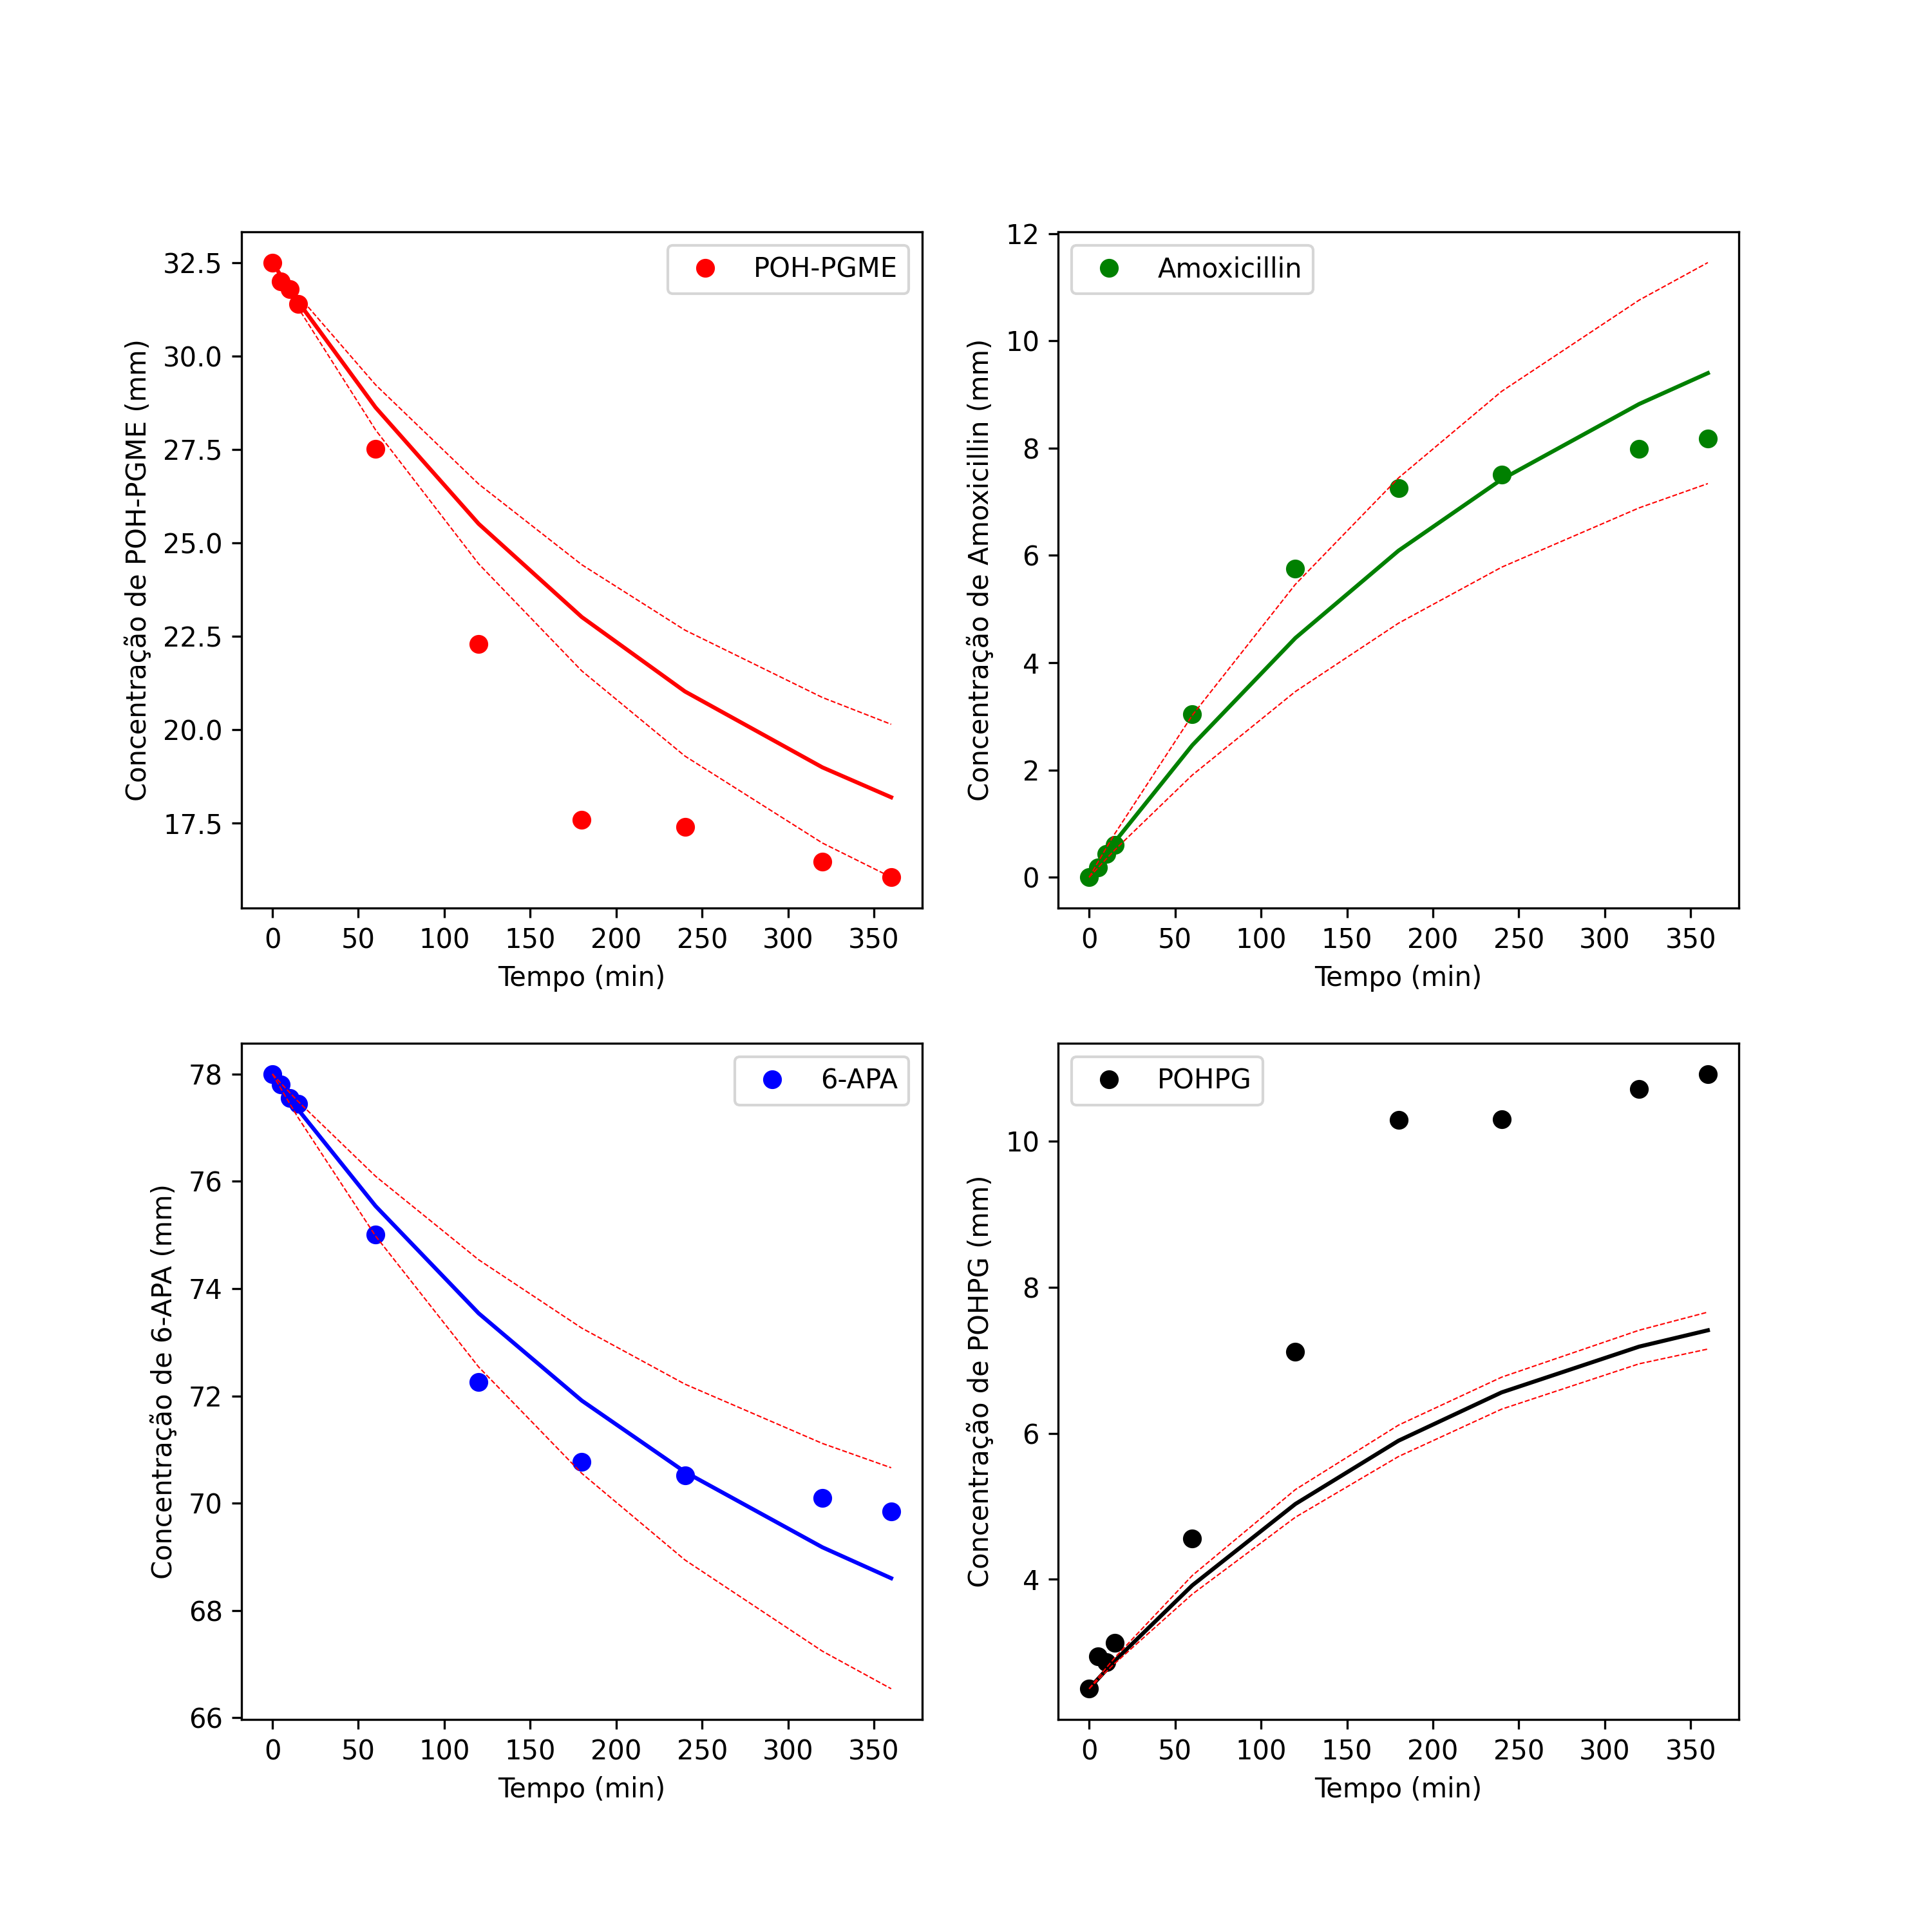 POH-PGME
Concentração de POH-PGME (mm)
32.5
30.0
27.5
25.0
22.5
20.0
17.5
0 50 100 150 200 250 300 350
Tempo (min)
Amoxicillin
Concentração de Amoxicillin (mm)
12
10
8
6
4
2
0
0 50 100 150 200 250 300 350
Tempo (min)
6-APA
Concentração de 6-APA (mm)
78
76
74
72
70
68
66
0 50 100 150 200 250 300 350
Tempo (min)
POHPG
Concentração de POHPG (mm)
10
8
6
4
0 50 100 150 200 250 300 350
Tempo (min)